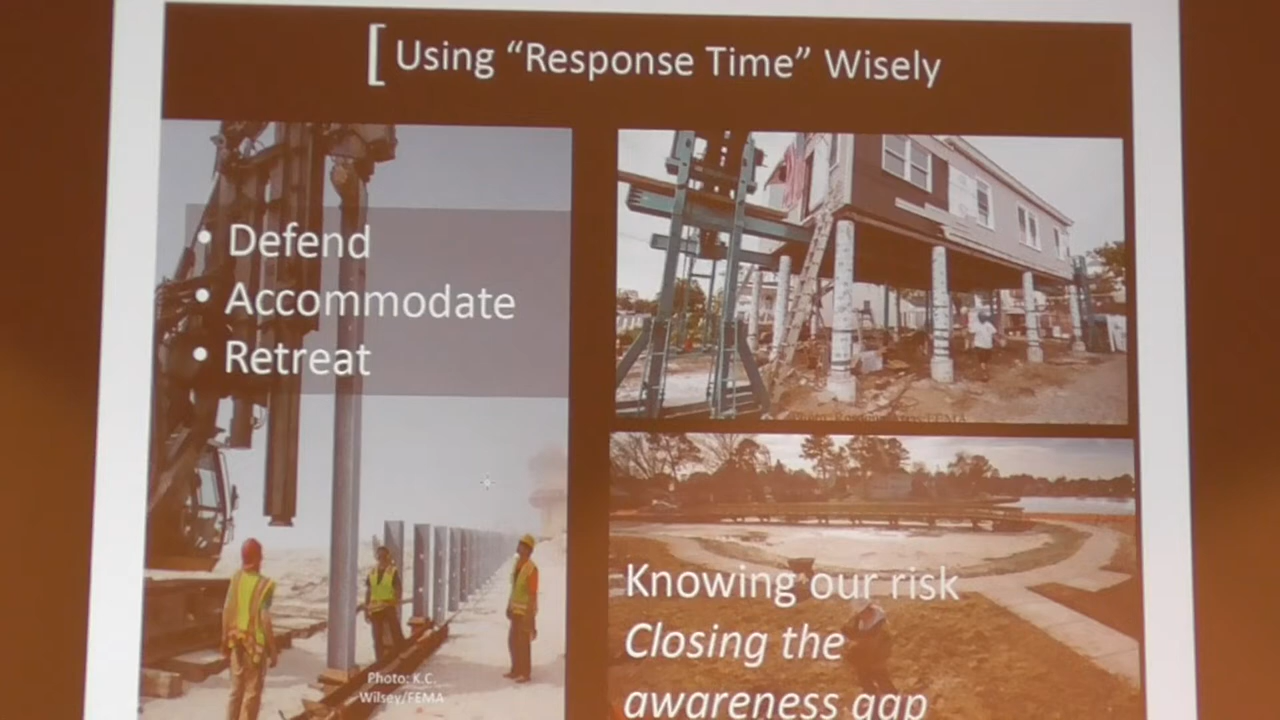 [ Using “Response Time” Wisely
• Defend
• Accommodate
• Retreat
Photo: K.C.
Wilsey/FEMA
Knowing our risk
Closing the
awareness gap